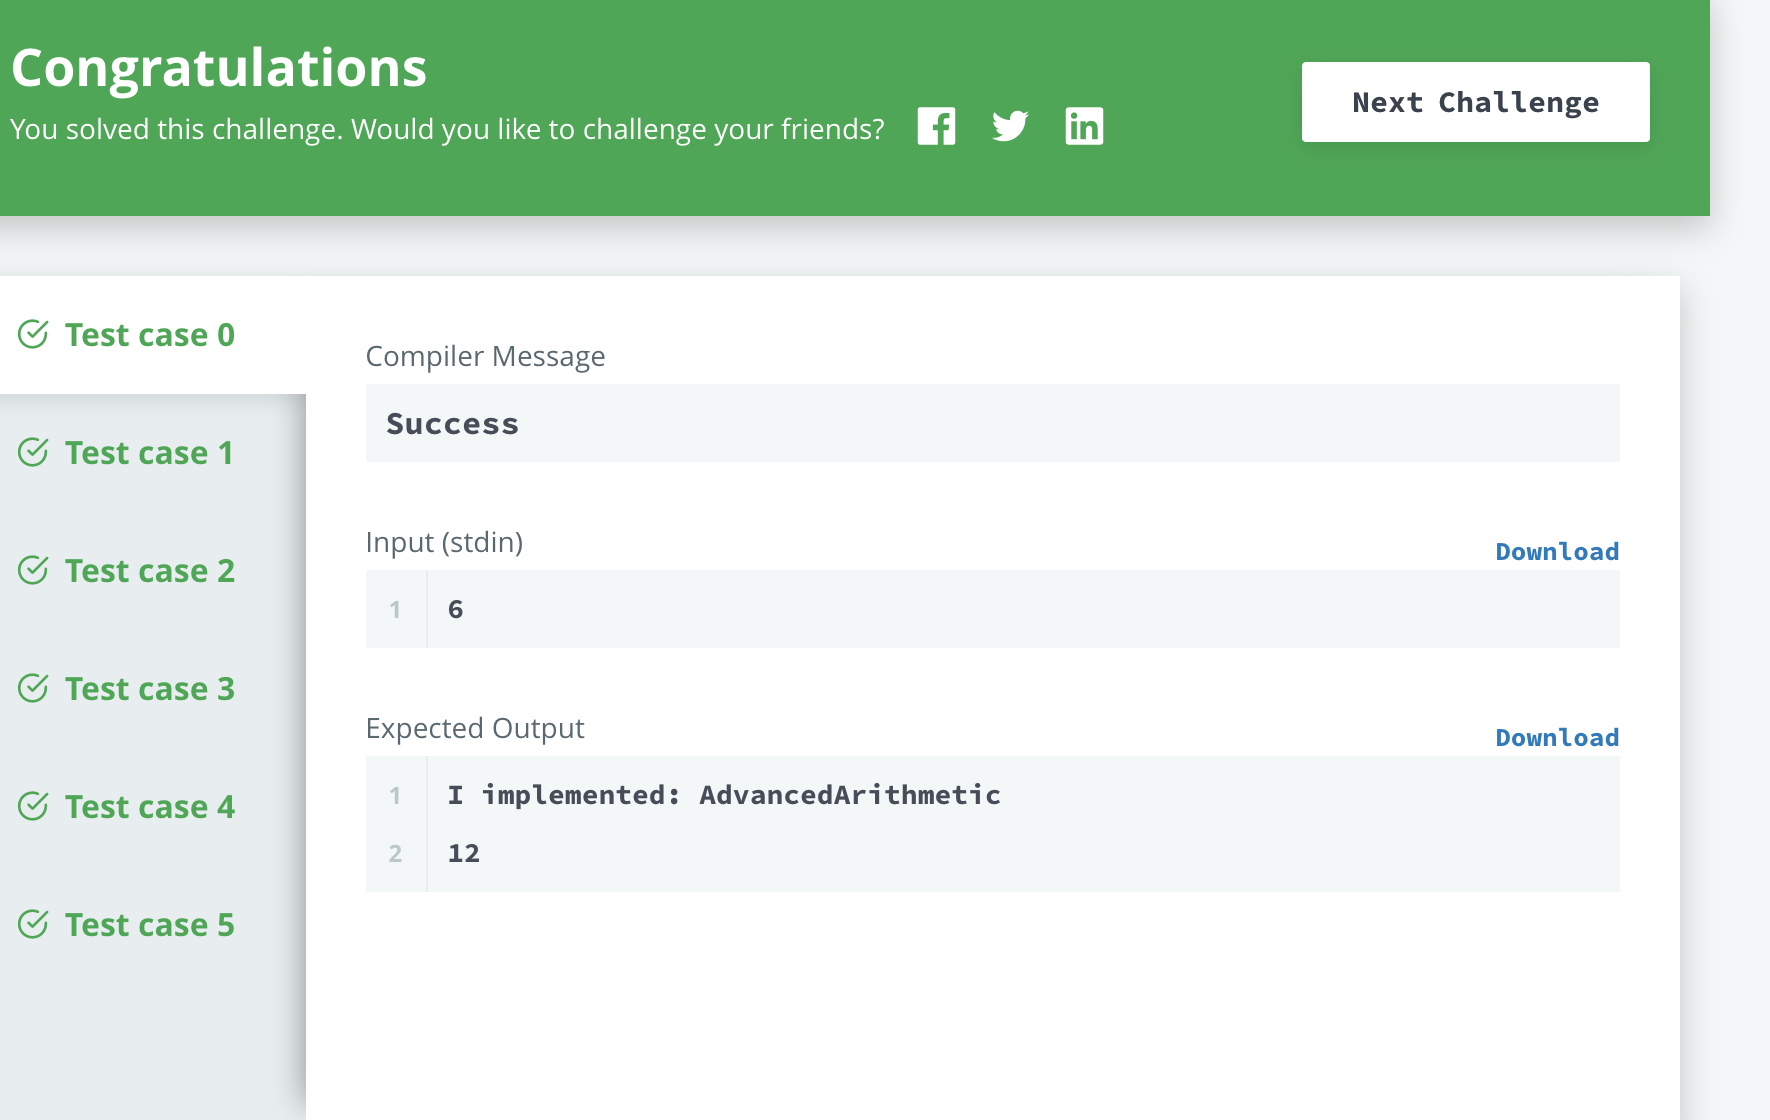 Congratulations
You solved this challenge. Would you like to challenge your friends?
Next Challenge
Test case 0
Test case 1
Test case 2
Test case 3
Test case 4
Test case 5
Compiler Message
Success
Input (stdin)
Download
1 6
Expected Output
Download
1 I implemented: AdvancedArithmetic
2 12